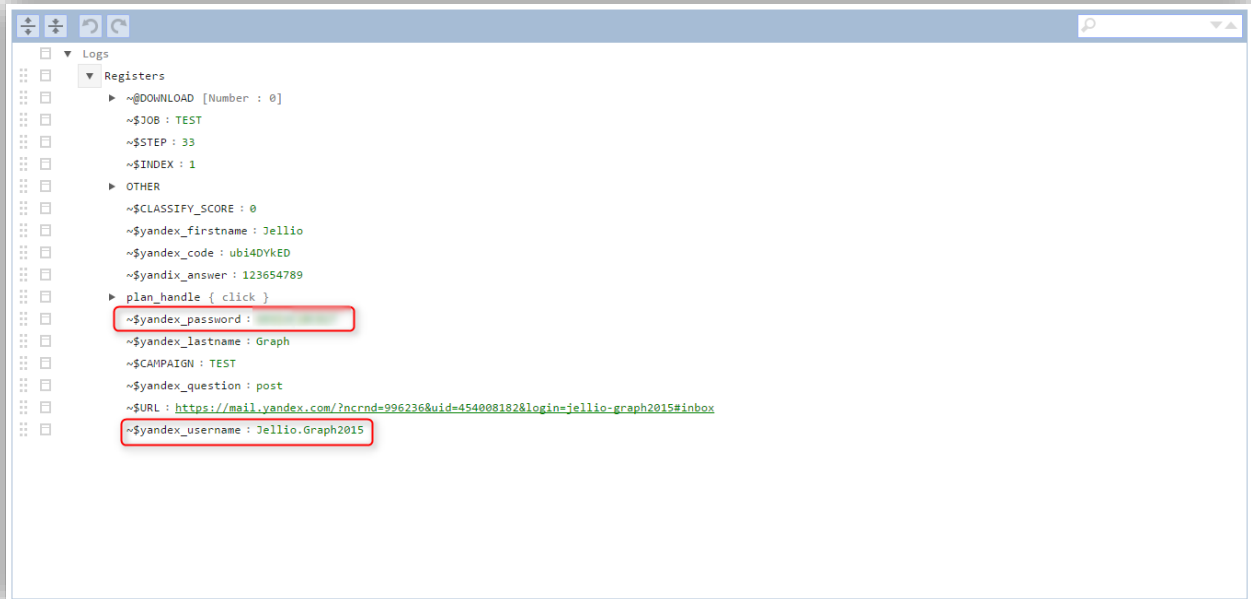 Logs
Registers
~@DOWNLOAD [Number : 0]
~$JOB : TEST
~$STEP : 33
~$INDEX : 1
OTHER
~$CLASSIFY_SCORE : 0
~$yandex_firstname : Jellio
~$yandex_code : ubi4DYkED
~$yandix_answer : 123654789
plan_handle { click }
~$yandex_password :
~$yandex_lastname : Graph
~$CAMPAIGN : TEST
~$yandex_question : post
~$URL : https://mail.yandex.com/?ncrnd=996236&uid=454008182&login=jellio-graph2015#inbox
~$yandex_username : Jellio.Graph2015